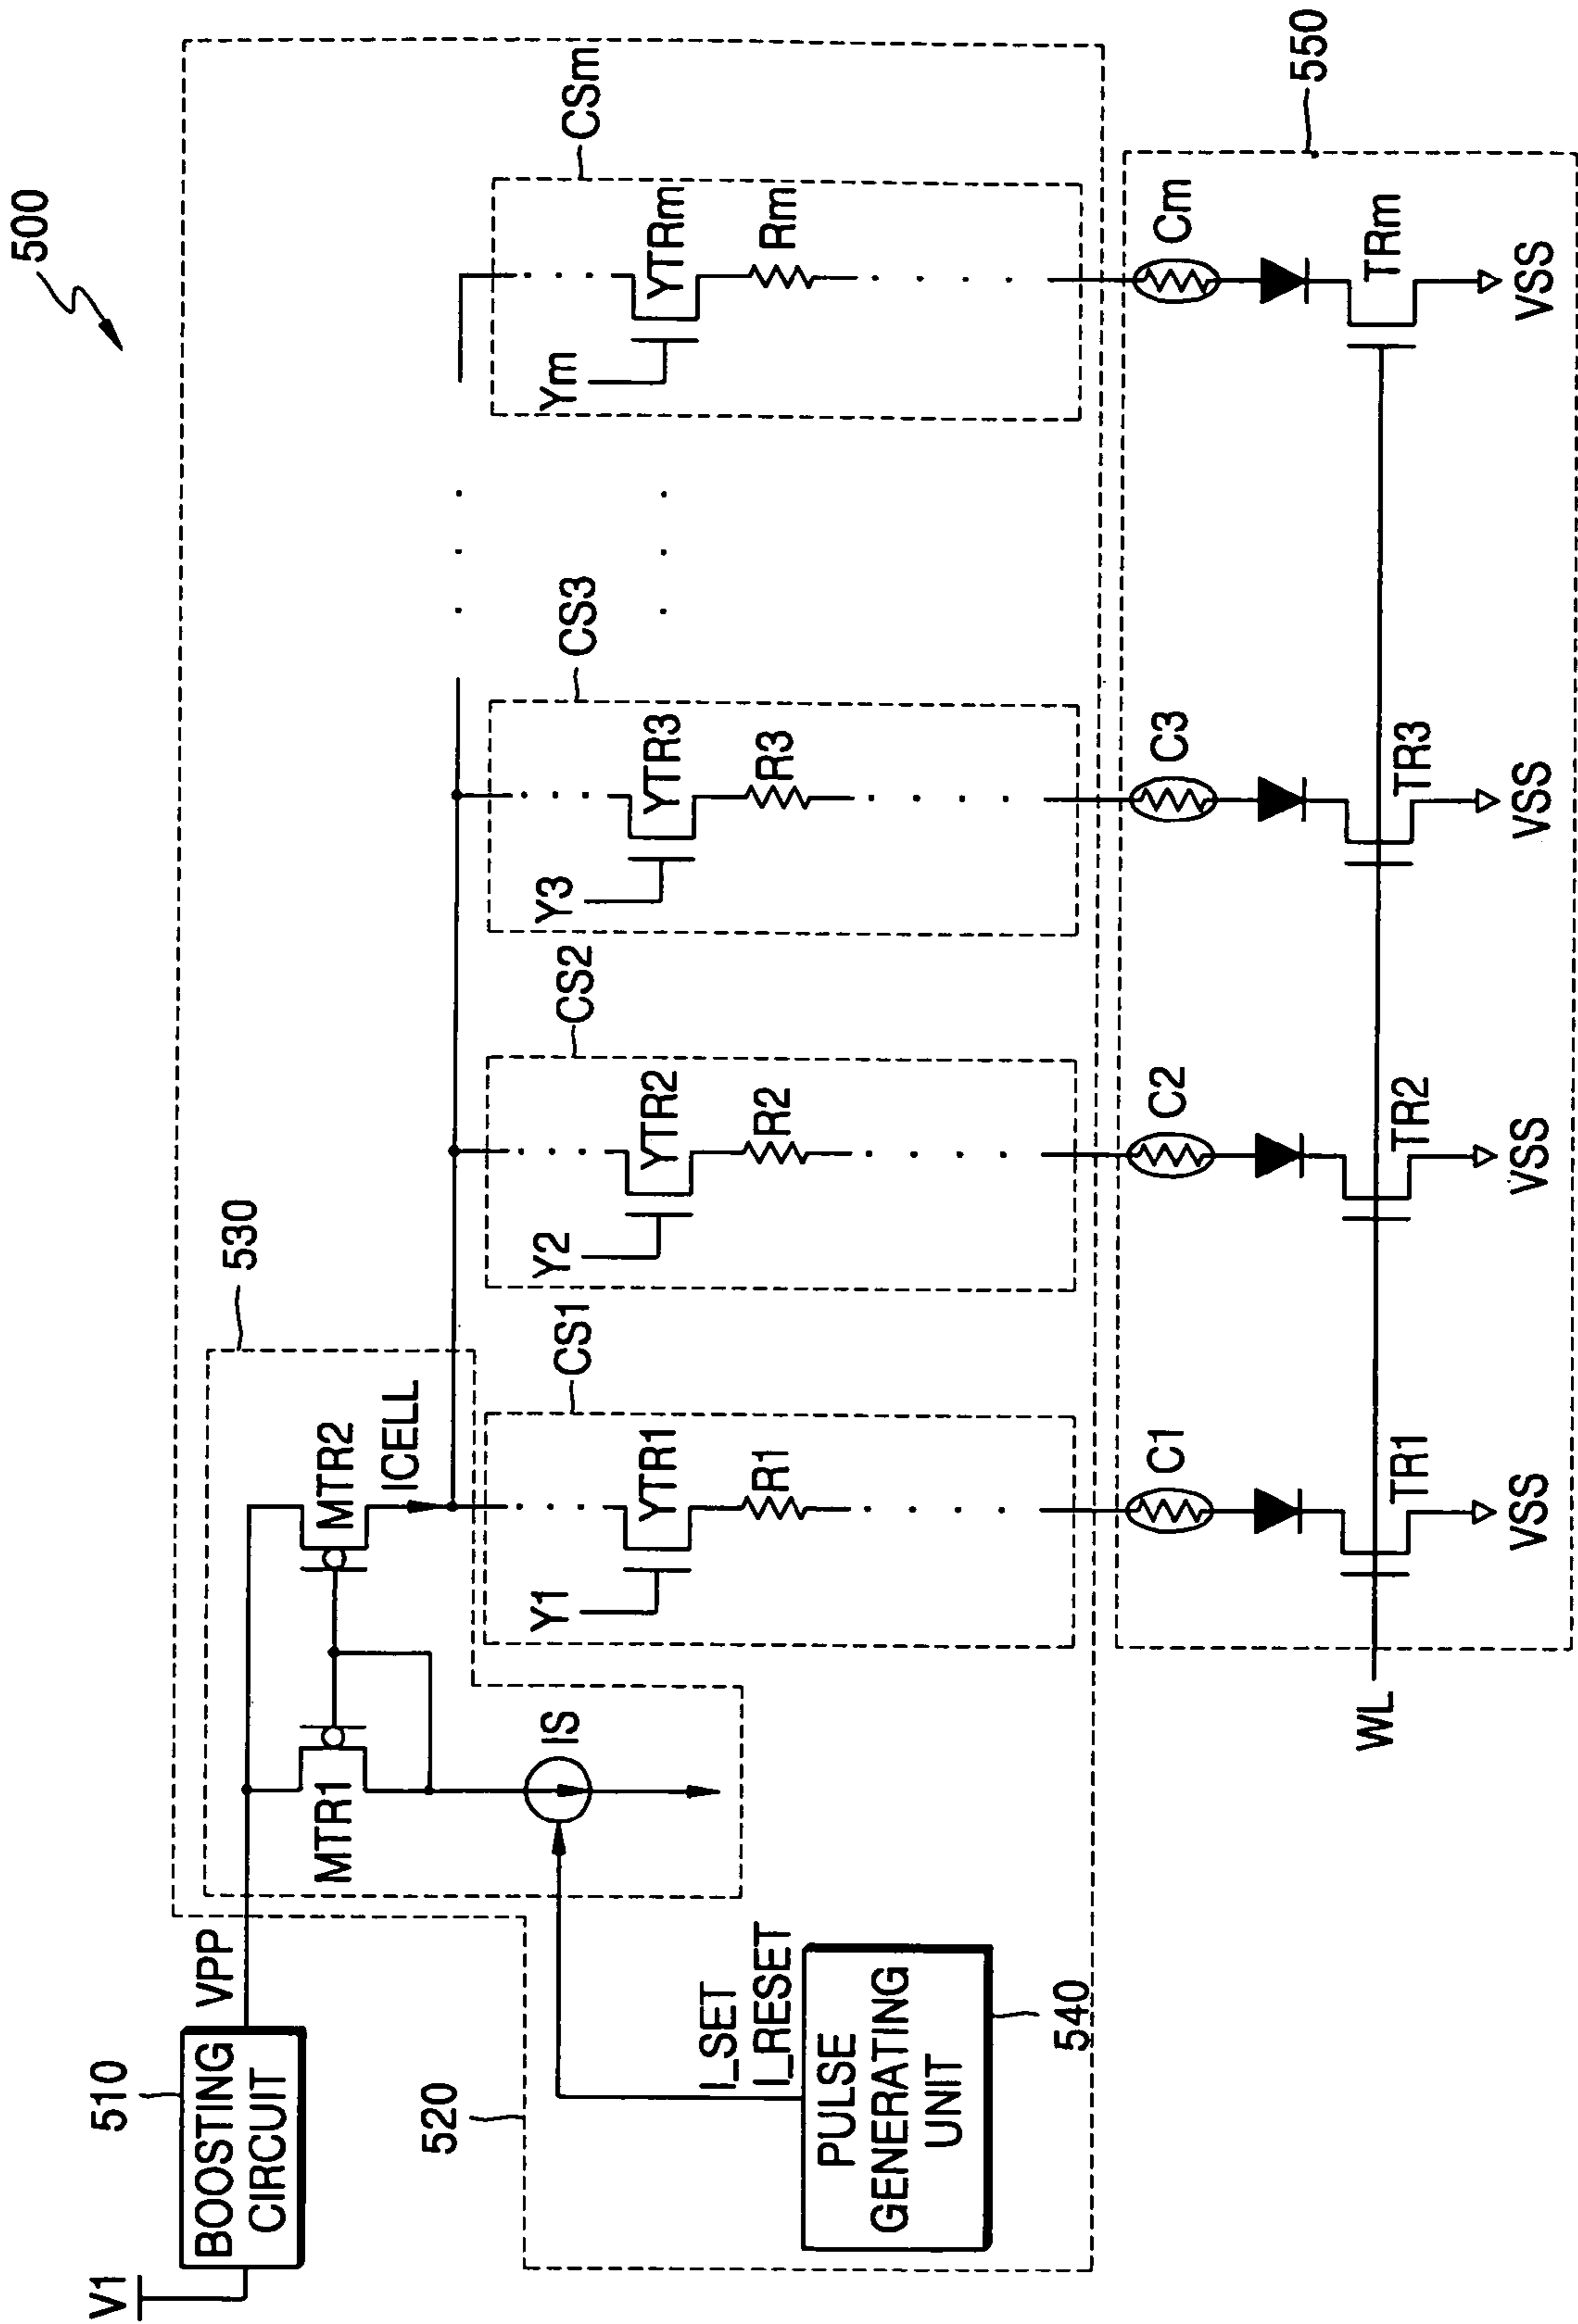 500
V1
BOOSTING
CIRCUIT
510
VPP
520
530
MTR1
MTR2
ICELL
IS
I_SET
I_RESET
PULSE
GENERATING
UNIT
540
CS1
Y1
YTR1
R1
CS2
Y2
YTR2
R2
CS3
Y3
YTR3
R3
CSm
Ym
YTRm
Rm
550
WL
C1
TR1
VSS
C2
TR2
VSS
C3
TR3
VSS
Cm
TRm
VSS